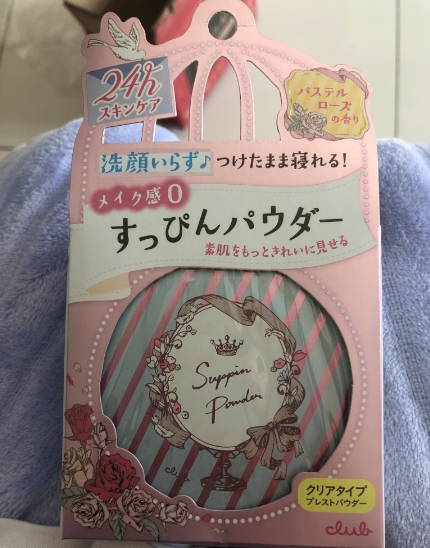 24h
スキンケア
パステル
ローズ
の香り
洗顔いらず♪つけたまま寝れる!
メイク感0
すっぴんパウダー
素肌をもっときれいに見せる
Suppin
Powder
club
クリアタイプ
プレストパウダー
club